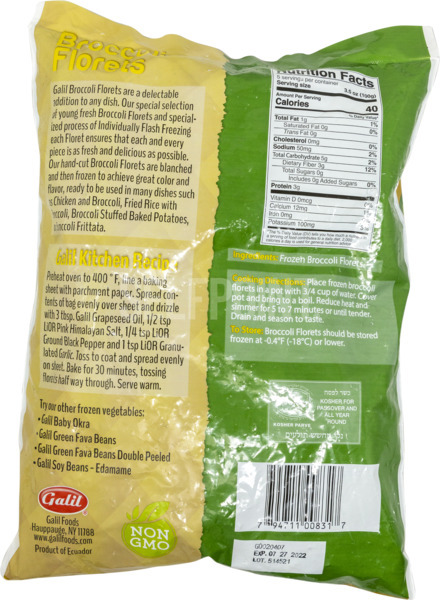 Broccoli
Florets
Galil Broccoli Florets are a delectable
addition to any dish. Our special selection
of young fresh Broccoli Florets and special-
ized process of Individually Flash Freezing
each Floret ensures that each and every
piece is as fresh and delicious as possible.
Our hand-cut Broccoli Florets are blanched
and then frozen to achieve great color and
flavor, ready to be used in many dishes such
as Chicken and Broccoli, Fried Rice with
Broccoli, Broccoli Stuffed Baked Potatoes,
Broccoli Frittata.
Galil Kitchen Recipe
Preheat oven to 400°F, line a baking
sheet with parchment paper. Spread con-
tents of bag evenly over sheet and drizzle
with 3 tbsp. Galil Grapeseed Oil, 1/2 tsp
LiOR Pink Himalayan Salt, 1/4 tsp LiOR
Ground Black Pepper and 1 tsp LiOR Granu-
lated Garlic. Toss to coat and spread evenly
on sheet. Bake for 30 minutes, tossing
florets half way through. Serve warm.
Try our other frozen vegetables:
• Galil Baby Okra
• Galil Green Fava Beans
• Galil Green Fava Beans Double Peeled
• Galil Soy Beans - Edamame
Galil
Galil Foods
Hauppauge, NY 11788
www.galilfoods.com
Product of Ecuador
NON
GMO
Nutrition Facts
5 servings per container
Serving size 3.5 oz (100g)
Amount Per Serving
Calories 40
% Daily Value*
Total Fat 1g 1%
Saturated Fat 0g 0%
Trans Fat 0g
Cholesterol 0mg 0%
Sodium 50mg 2%
Total Carbohydrate 5g 2%
Dietary Fiber 3g 12%
Total Sugars 0g
Includes 0g Added Sugars 0%
Protein 3g
Vitamin D 0mcg
Calcium 12mg
Iron 0mg
Potassium 100mg
Ingredients: Frozen Broccoli Florets
Cooking Directions: Place frozen broccoli
florets in a pot with 3/4 cup of water. Cover
pot and bring to a boil. Reduce heat and
simmer for 5 to 7 minutes or until tender.
Drain and season to taste.
To Store: Broccoli Florets should be stored
frozen at -0.4°F (-18°C) or lower.
כשר לפסח
KOSHER FOR
PASSOVER AND
ALL YEAR
ROUND
KOSHER PARVE
7 94711 00831 7
GD020407
EXP. 07 27 2022
LOT. 514521